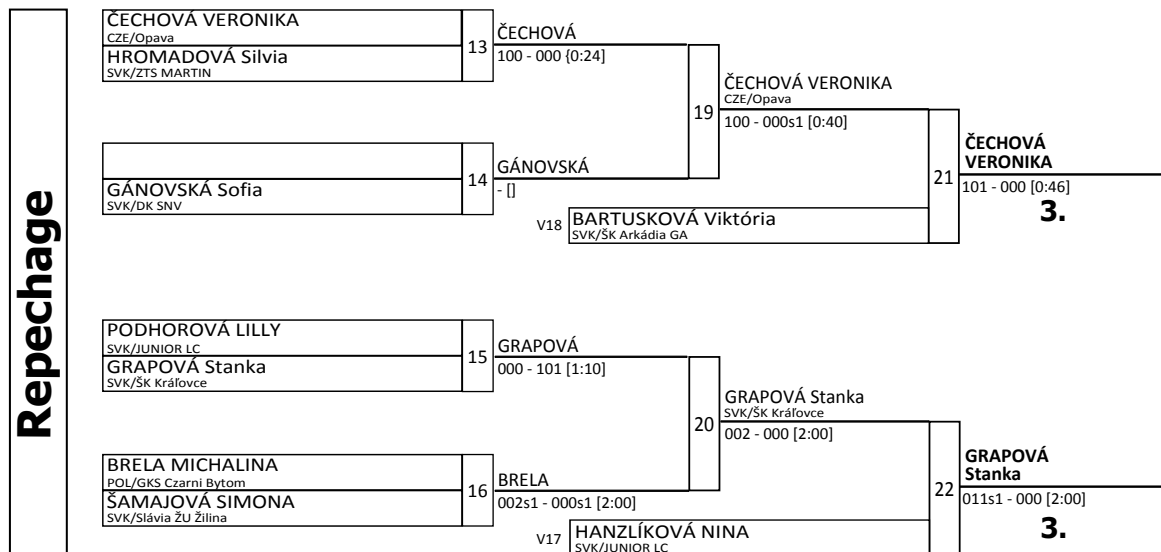 Repechage
ČECHOVÁ VERONIKA
CZE/Opava
HROMADOVÁ Silvia
SVK/ZTS MARTIN
13
ČECHOVÁ
100 - 000 {0:24]
GÁNOVSKÁ Sofia
SVK/DK SNV
14
GÁNOVSKÁ
- []
19
ČECHOVÁ VERONIKA
CZE/Opava
100 - 000s1 [0:40]
V18
BARTUSKOVÁ Viktória
SVK/ŠK Arkádia GA
21
ČECHOVÁ
VERONIKA
101 - 000 [0:46]
3.
PODHOROVÁ LILLY
SVK/JUNIOR LC
GRAPOVÁ Stanka
SVK/ŠK Kráľovce
15
GRAPOVÁ
000 - 101 [1:10]
BRELA MICHALINA
POL/GKS Czarni Bytom
ŠAMAJOVÁ SIMONA
SVK/Slávia ŽU Žilina
16
BRELA
002s1 - 000s1 [2:00]
20
GRAPOVÁ Stanka
SVK/ŠK Kráľovce
002 - 000 [2:00]
V17
HANZLÍKOVÁ NINA
SVK/JUNIOR LC
22
GRAPOVÁ
Stanka
011s1 - 000 [2:00]
3.